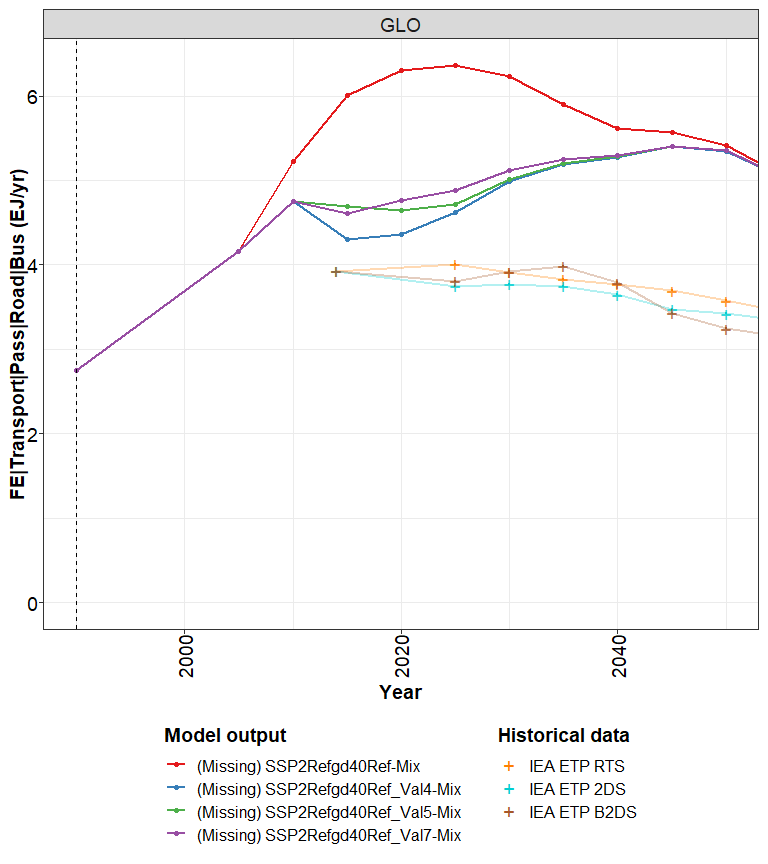 GLO
FE|Transport|Pass|Road|Bus (EJ/yr)
6
4
2
0
2000
2020
2040
Year
Model output
(Missing) SSP2Refgd40Ref-Mix
(Missing) SSP2Refgd40Ref_Val4-Mix
(Missing) SSP2Refgd40Ref_Val5-Mix
(Missing) SSP2Refgd40Ref_Val7-Mix
Historical data
IEA ETP RTS
IEA ETP 2DS
IEA ETP B2DS